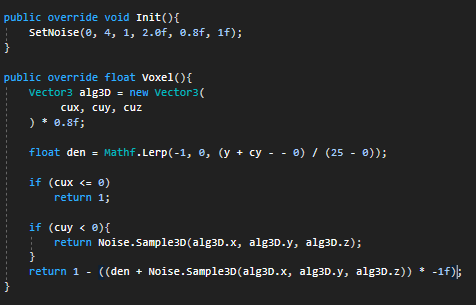 public override void Init(){
SetNoise(0, 4, 1, 2.0f, 0.8f, 1f);
}
public override float Voxel(){
Vector3 alg3D = new Vector3(
cux, cuy, cuz
) * 0.8f;
float den = Mathf.Lerp(-1, 0, (y + cy - - 0) / (25 - 0));
if (cux <= 0)
return 1;
if (cuy < 0){
return Noise.Sample3D(alg3D.x, alg3D.y, alg3D.z);
}
return 1 - ((den + Noise.Sample3D(alg3D.x, alg3D.y, alg3D.z)) * -1f);
}